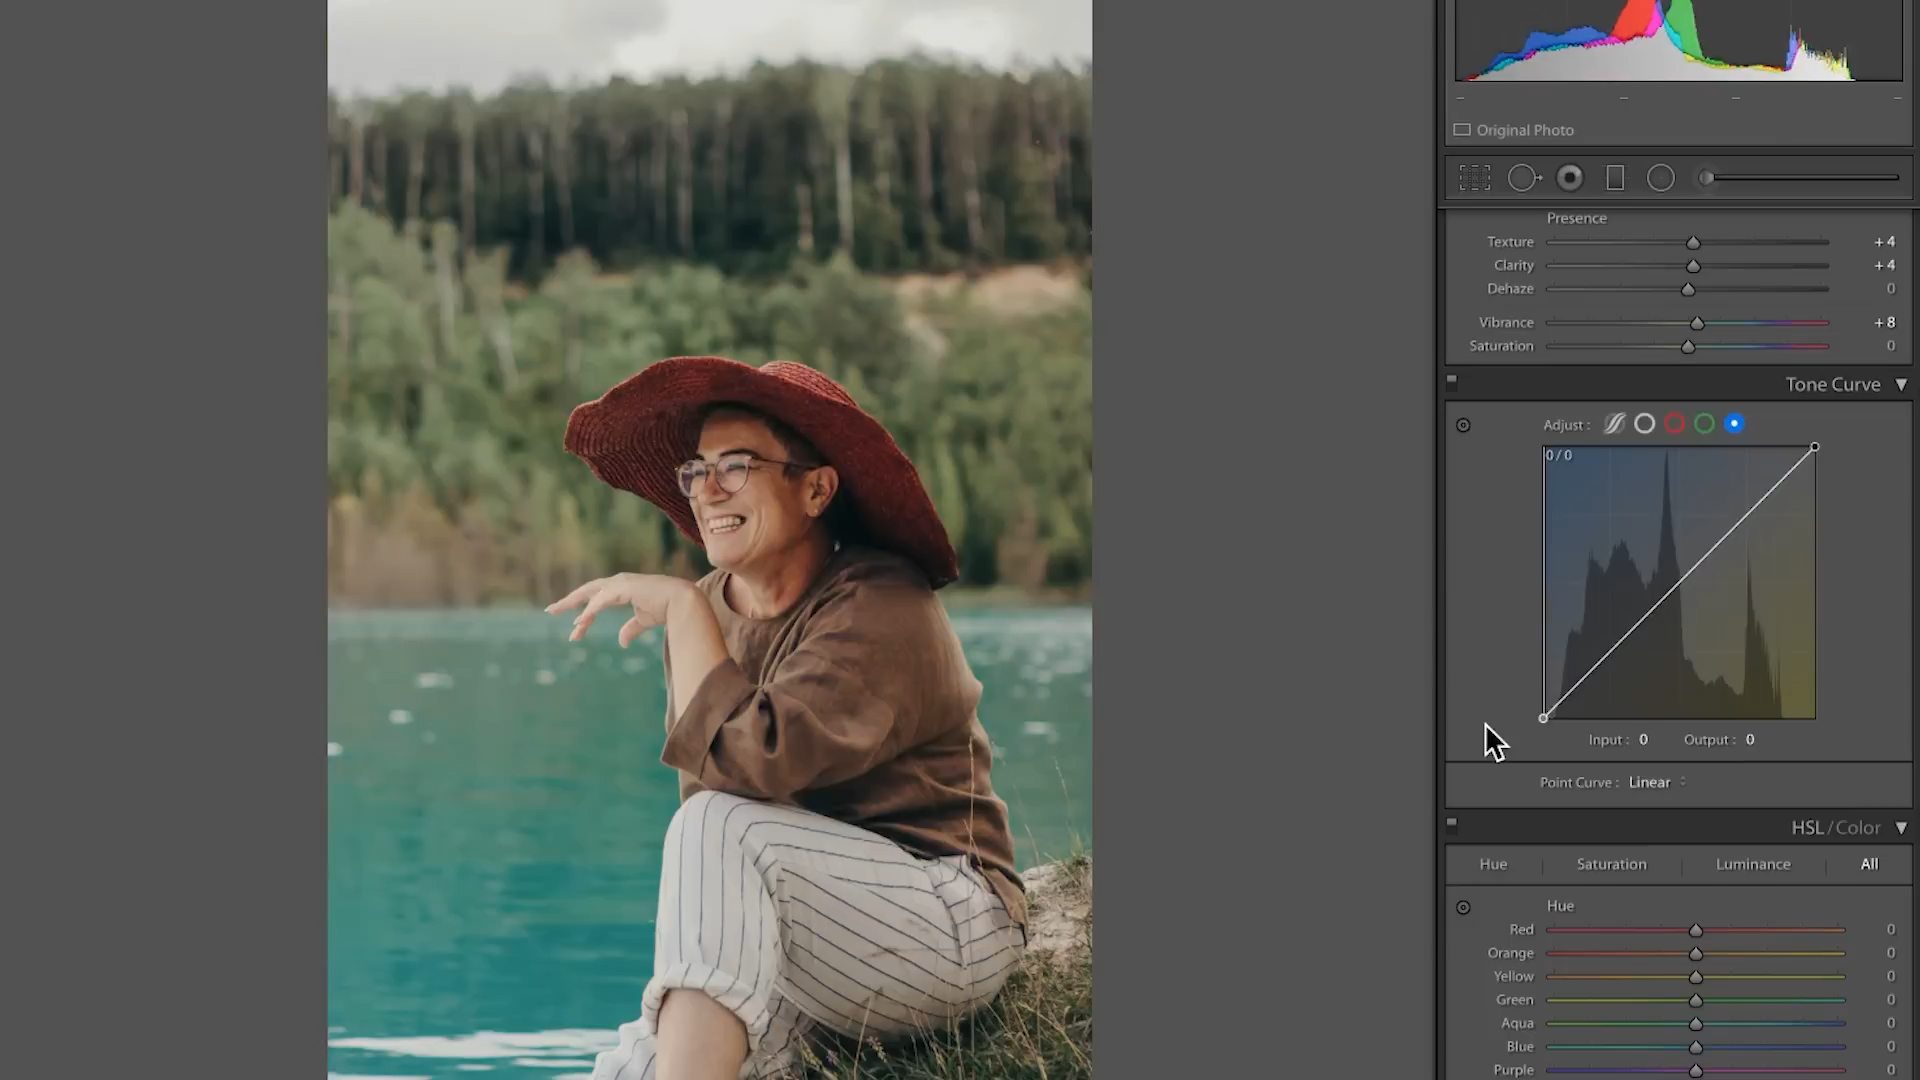 Original Photo
Presence
Texture +4
Clarity +4
Dehaze 0
Vibrance +8
Saturation 0
Tone Curve
Adjust :
0 / 0
Input : 0 Output : 0
Point Curve : Linear
HSL / Color
Hue Saturation Luminance All
Hue
Red 0
Orange 0
Yellow 0
Green 0
Aqua 0
Blue 0
Purple 0